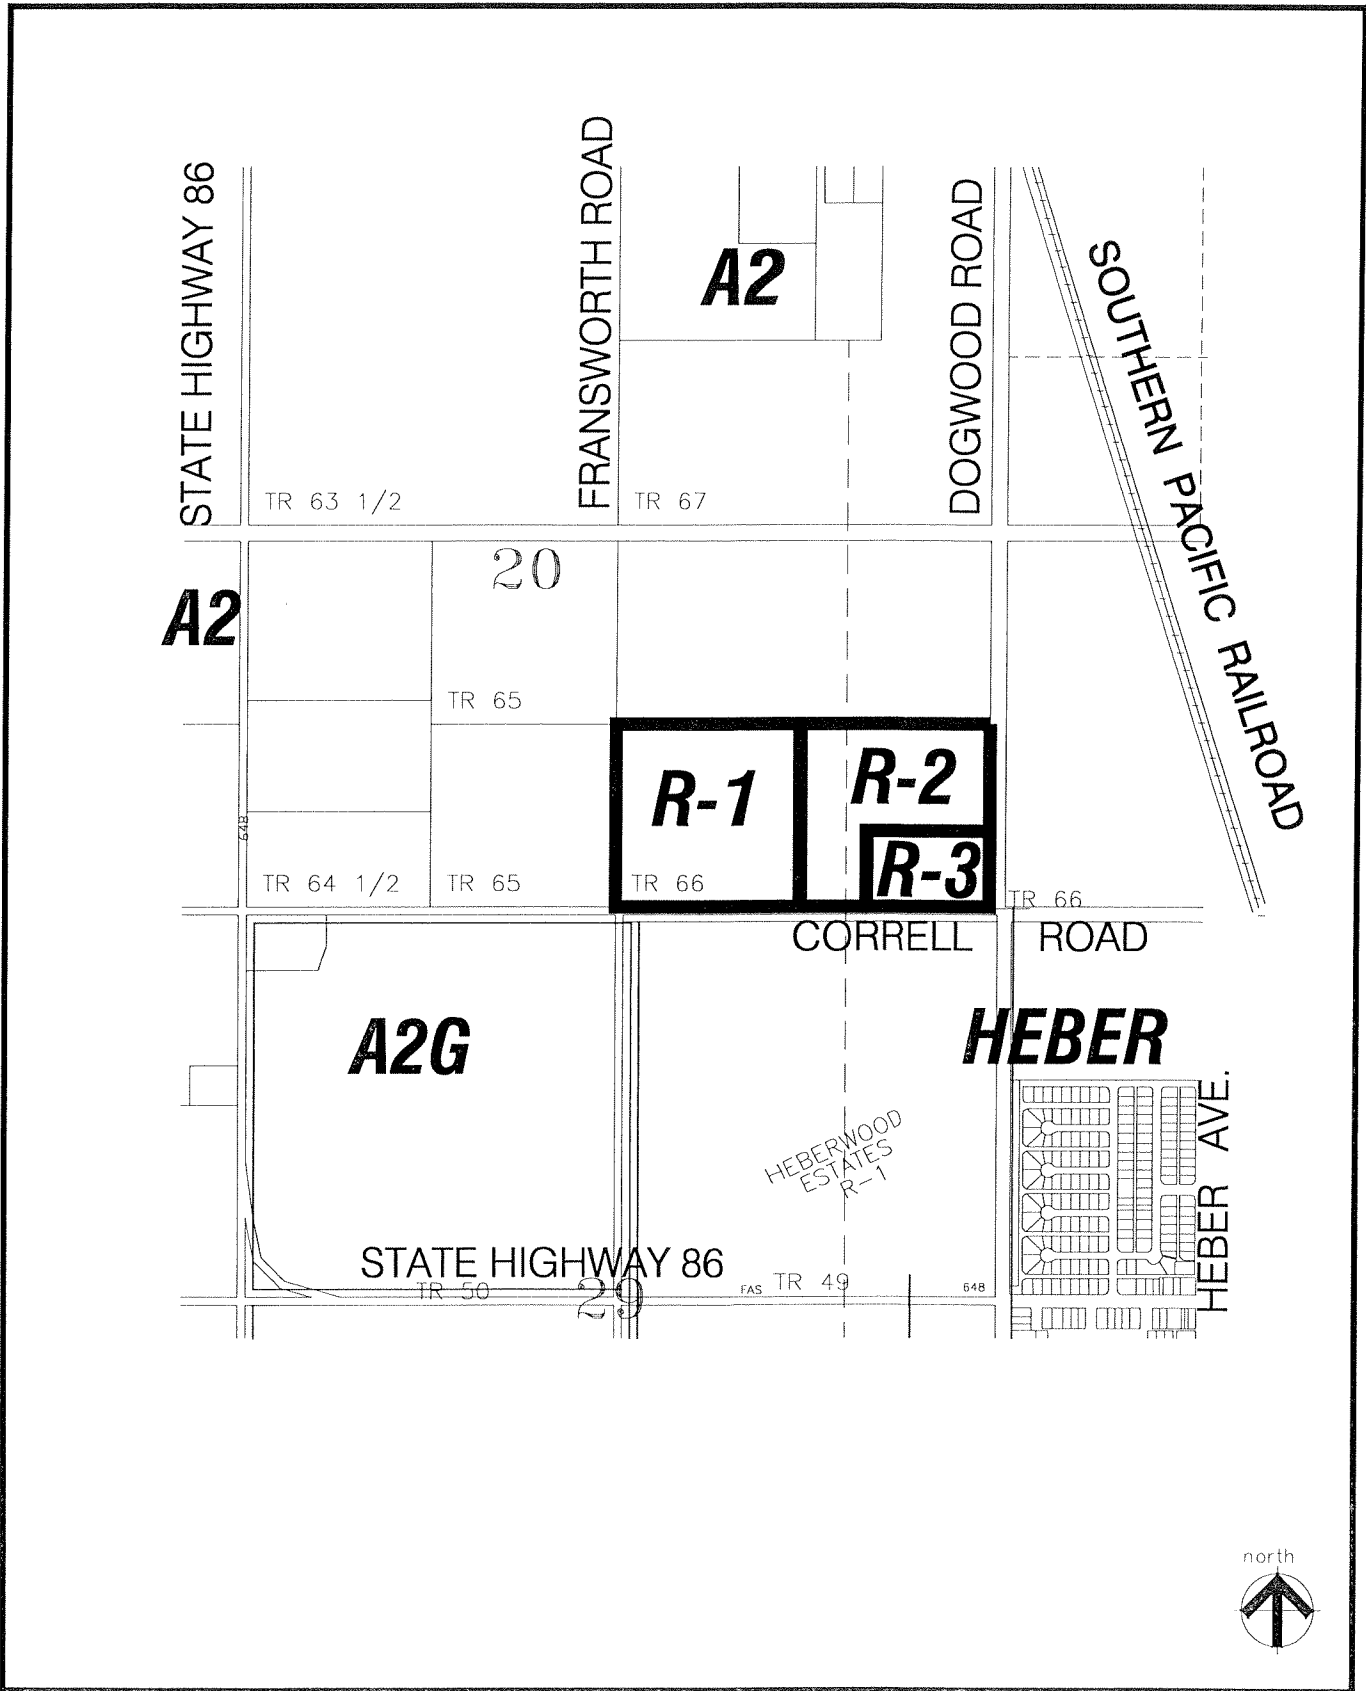 STATE HIGHWAY 86
FRANSWORTH ROAD
DOGWOOD ROAD
SOUTHERN PACIFIC RAILROAD
A2
TR 63 1/2
TR 67
20
A2
TR 65
R-1
R-2
R-3
648
TR 64 1/2
TR 65
TR 66
TR 66
CORRELL ROAD
A2G
HEBER
HEBERWOOD
ESTATES
R-1
HEBER AVE.
STATE HIGHWAY 86
TR 50
29
FAS
TR 49
648
north